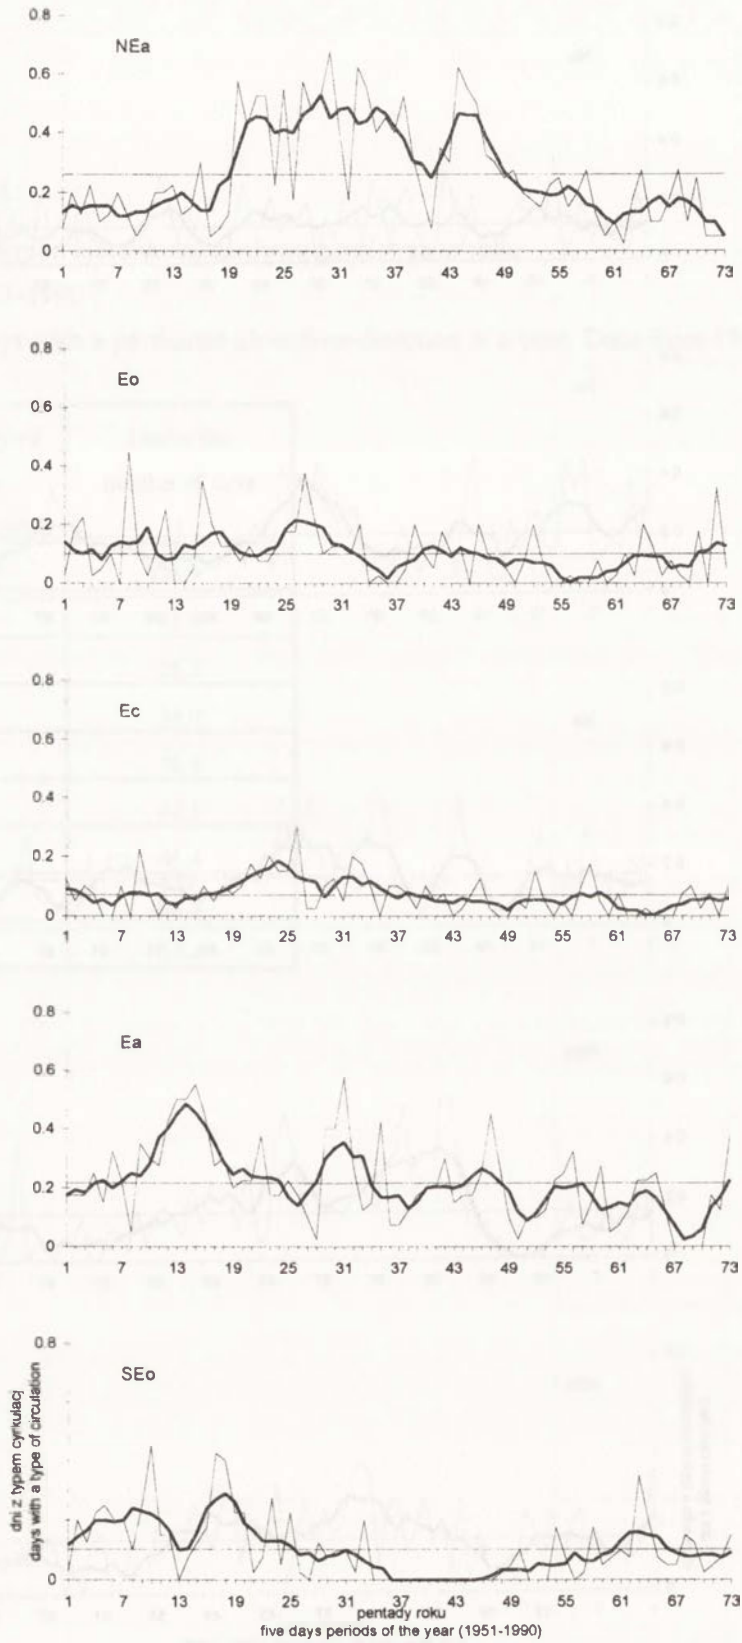 0.8
NEa
0.6
0.4
0.2
0
1 7 13 19 25 31 37 43 49 55 61 67 73
0.8
Eo
0.6
0.4
0.2
0
1 7 13 19 25 31 37 43 49 55 61 67 73
0.8
Ec
0.6
0.4
0.2
0
1 7 13 19 25 31 37 43 49 55 61 67 73
0.8
Ea
0.6
0.4
0.2
0
1 7 13 19 25 31 37 43 49 55 61 67 73
0.8
SEo
dni z typem cyrkulacj
days with a type of circulation
0
1 7 13 19 25 31 37 43 49 55 61 67 73
pentady roku
five days periods of the year (1951-1990)